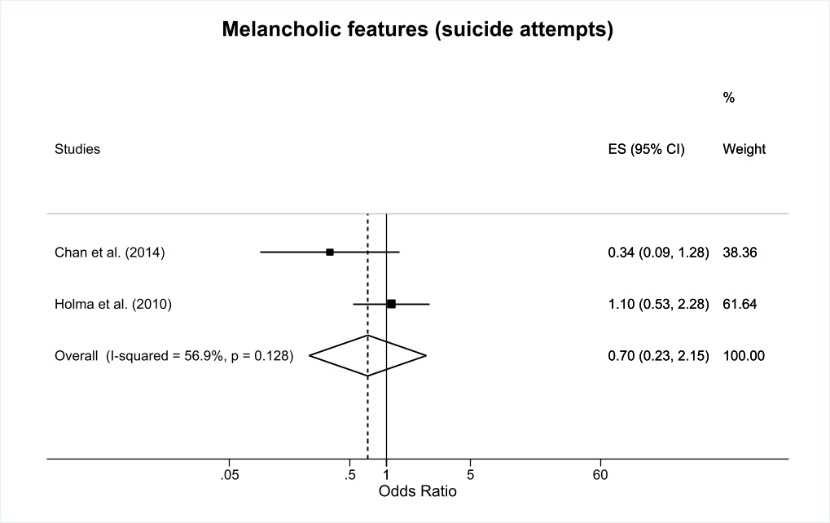 Melancholic features (suicide attempts)
%
Studies ES (95% CI) Weight
Chan et al. (2014) 0.34 (0.09, 1.28) 38.36
Holma et al. (2010) 1.10 (0.53, 2.28) 61.64
Overall (I-squared = 56.9%, p = 0.128) 0.70 (0.23, 2.15) 100.00
.05 .5 1 5 60
Odds Ratio